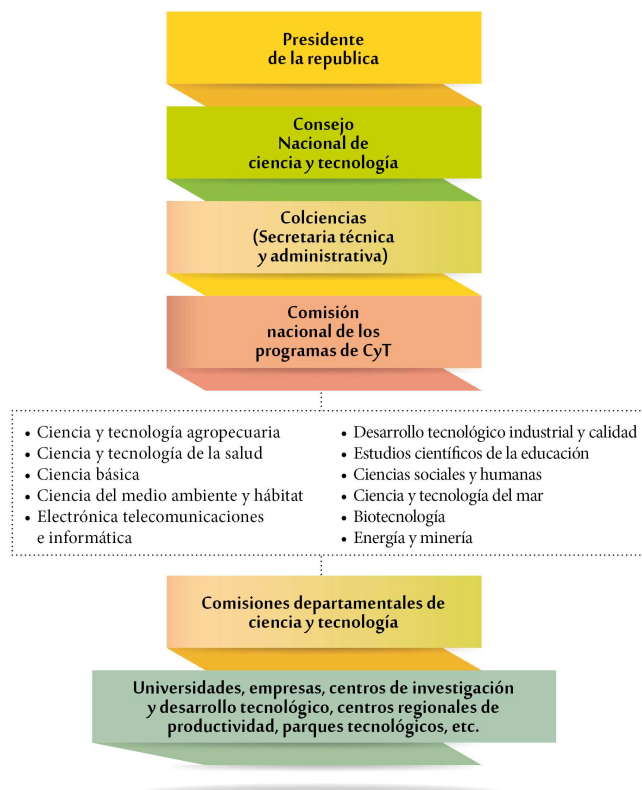 Presidente
de la republica
Consejo
Nacional de
ciencia y tecnología
Colciencias
(Secretaria técnica
y administrativa)
Comisión
nacional de los
programas de CyT
• Ciencia y tecnología agropecuaria
• Ciencia y tecnología de la salud
• Ciencia básica
• Ciencia del medio ambiente y hábitat
• Electrónica telecomunicaciones
e informática
• Desarrollo tecnológico industrial y calidad
• Estudios científicos de la educación
• Ciencias sociales y humanas
• Ciencia y tecnología del mar
• Biotecnología
• Energía y minería
Comisiones departamentales de
ciencia y tecnología
Universidades, empresas, centros de investigación
y desarrollo tecnológico, centros regionales de
productividad, parques tecnológicos, etc.